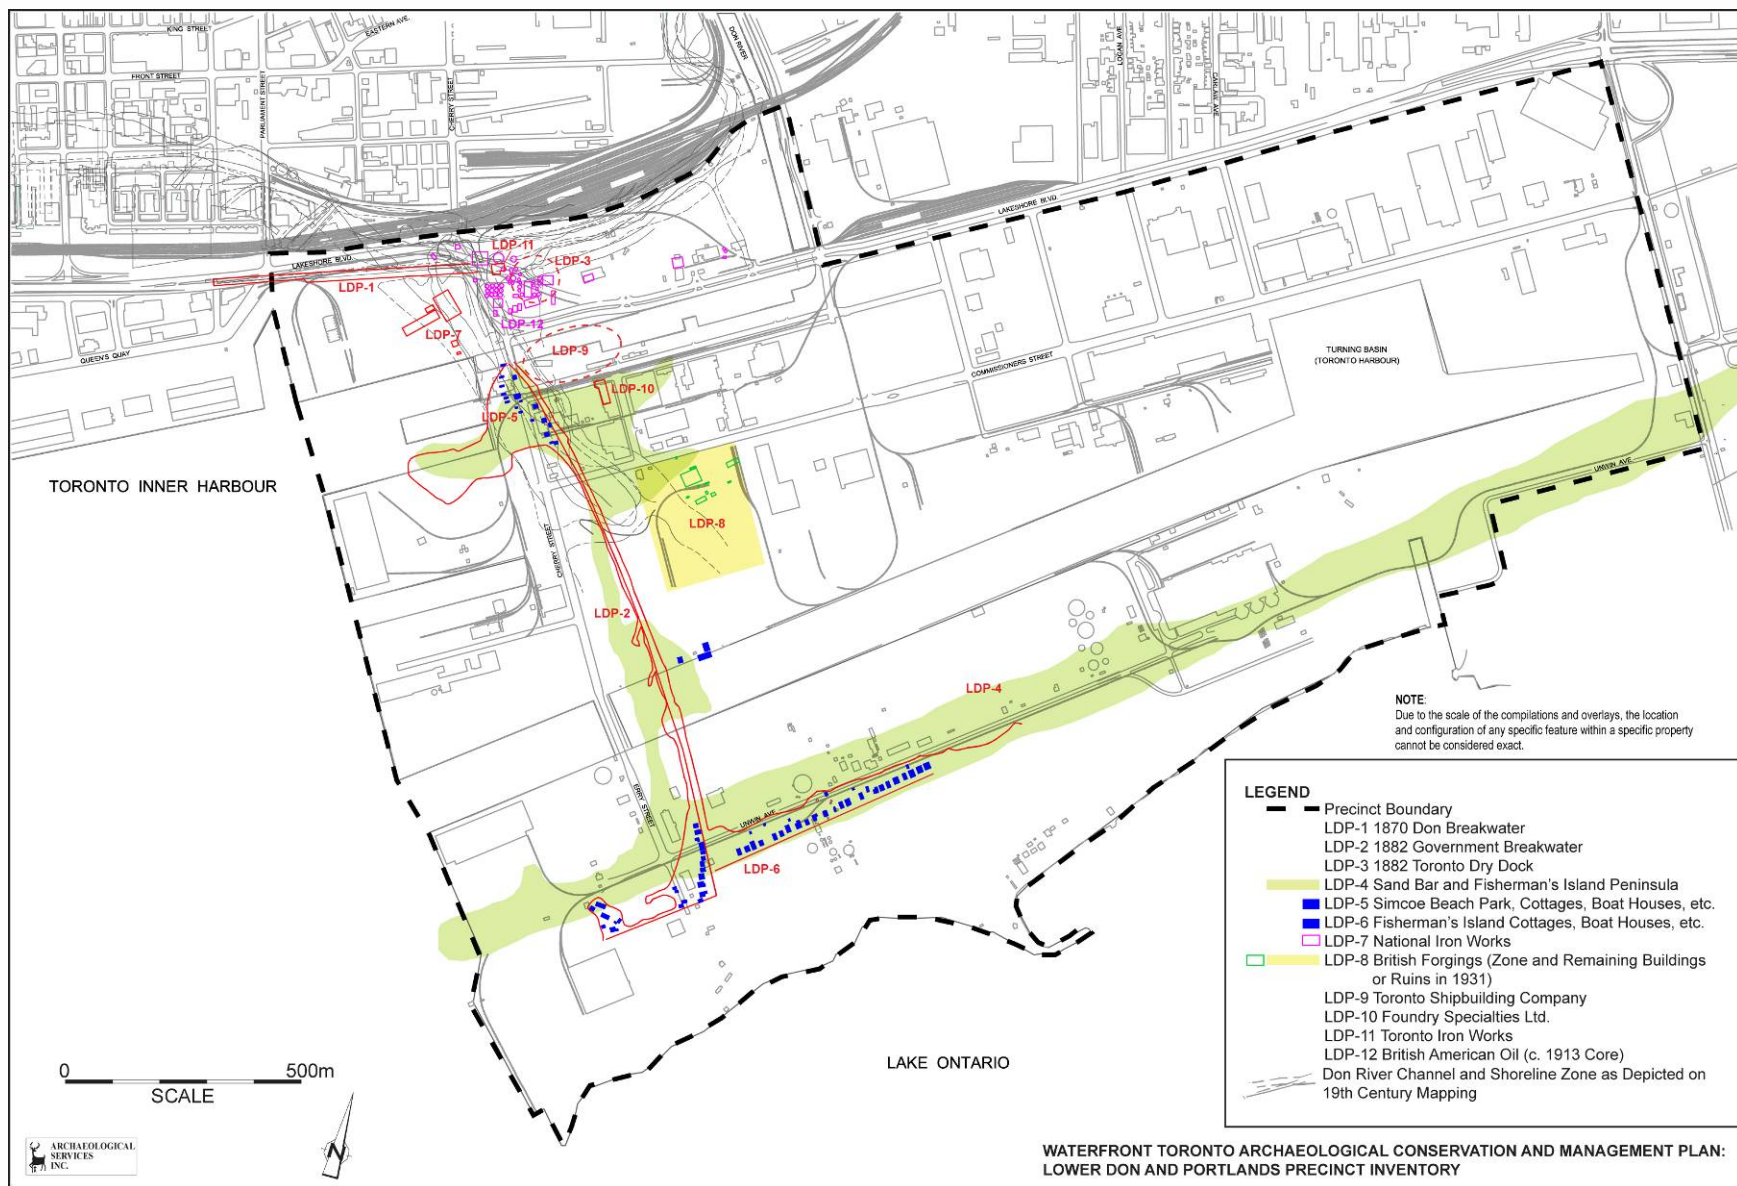 KING STREET
EASTERN AVE.
FRONT STREET
PARLIAMENT STREET
CHERRY STREET
DON RIVER
LOGAN AVE
CARLAW AVE
LAKESHORE BLVD.
LAKESHORE BLVD.
LDP-11
LDP-3
LDP-1
LDP-12
LDP-7
LDP-9
QUEEN'S QUAY
COMMISSIONERS STREET
TURNING BASIN
(TORONTO HARBOUR)
LDP-10
LDP-5
UNWIN AVE.
TORONTO INNER HARBOUR
LDP-8
CHERRY STREET
LDP-2
LDP-4
ERRY STREET
UNWIN AVE
LDP-6
NOTE:
Due to the scale of the compilations and overlays, the location
and configuration of any specific feature within a specific property
cannot be considered exact.
LEGEND
Precinct Boundary
LDP-1 1870 Don Breakwater
LDP-2 1882 Government Breakwater
LDP-3 1882 Toronto Dry Dock
LDP-4 Sand Bar and Fisherman's Island Peninsula
LDP-5 Simcoe Beach Park, Cottages, Boat Houses, etc.
LDP-6 Fisherman's Island Cottages, Boat Houses, etc.
LDP-7 National Iron Works
LDP-8 British Forgings (Zone and Remaining Buildings
or Ruins in 1931)
LDP-9 Toronto Shipbuilding Company
LDP-10 Foundry Specialties Ltd.
LDP-11 Toronto Iron Works
LDP-12 British American Oil (c. 1913 Core)
Don River Channel and Shoreline Zone as Depicted on
19th Century Mapping
LAKE ONTARIO
0 500m
SCALE
N
ARCHAEOLOGICAL
SERVICES
INC.
WATERFRONT TORONTO ARCHAEOLOGICAL CONSERVATION AND MANAGEMENT PLAN:
LOWER DON AND PORTLANDS PRECINCT INVENTORY